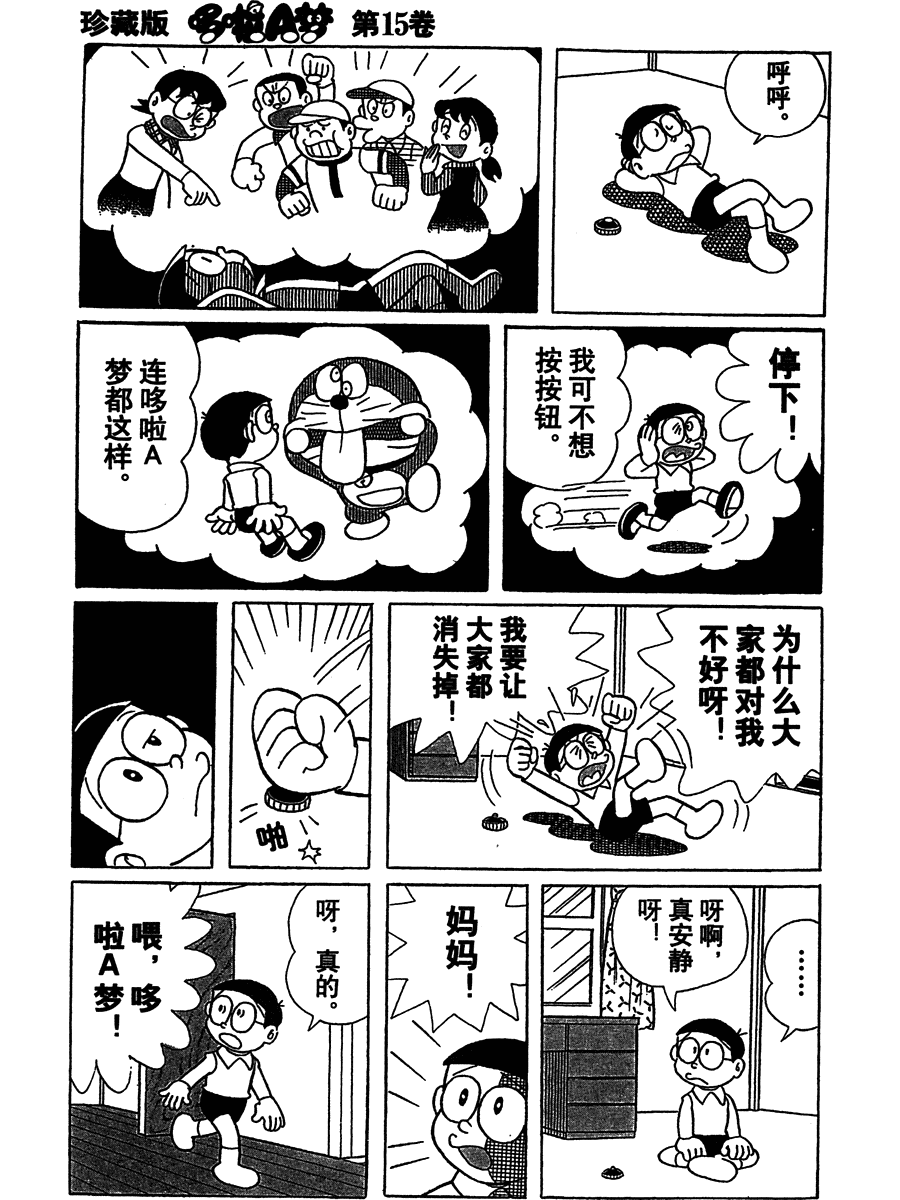 珍藏版 哆啦A梦 第15卷
呼
呼。
停下！
我可不想
按按钮。
连哆啦A
梦都这
样。
为什么大
家都对我
不好呀！
我要让
大家都
消失掉！
……
呀啊，
真安静
呀！
妈妈！
呀，真的。
喂，哆
啦A梦！